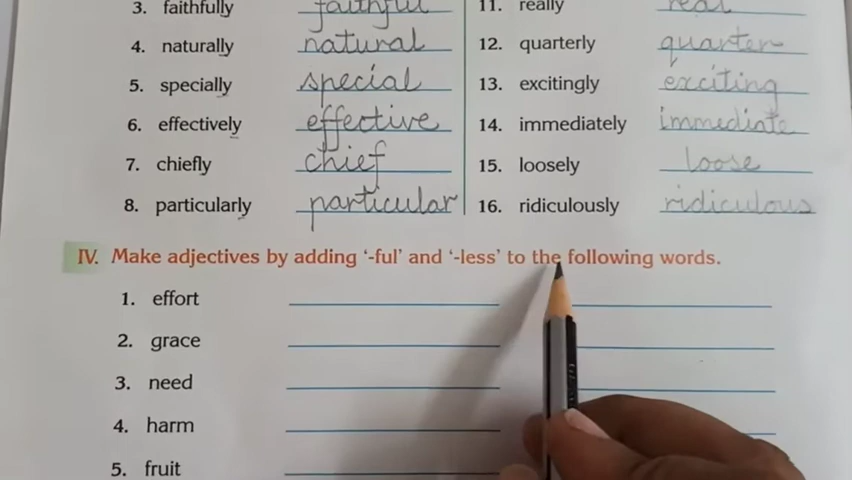 3. faithfully faithful 11. really real
4. naturally natural 12. quarterly quarter
5. specially special 13. excitingly exciting
6. effectively effective 14. immediately immediate
7. chiefly chief 15. loosely loose
8. particularly particular 16. ridiculously ridiculous
IV. Make adjectives by adding ‘-ful’ and ‘-less’ to the following words.
1. effort
2. grace
3. need
4. harm
5. fruit